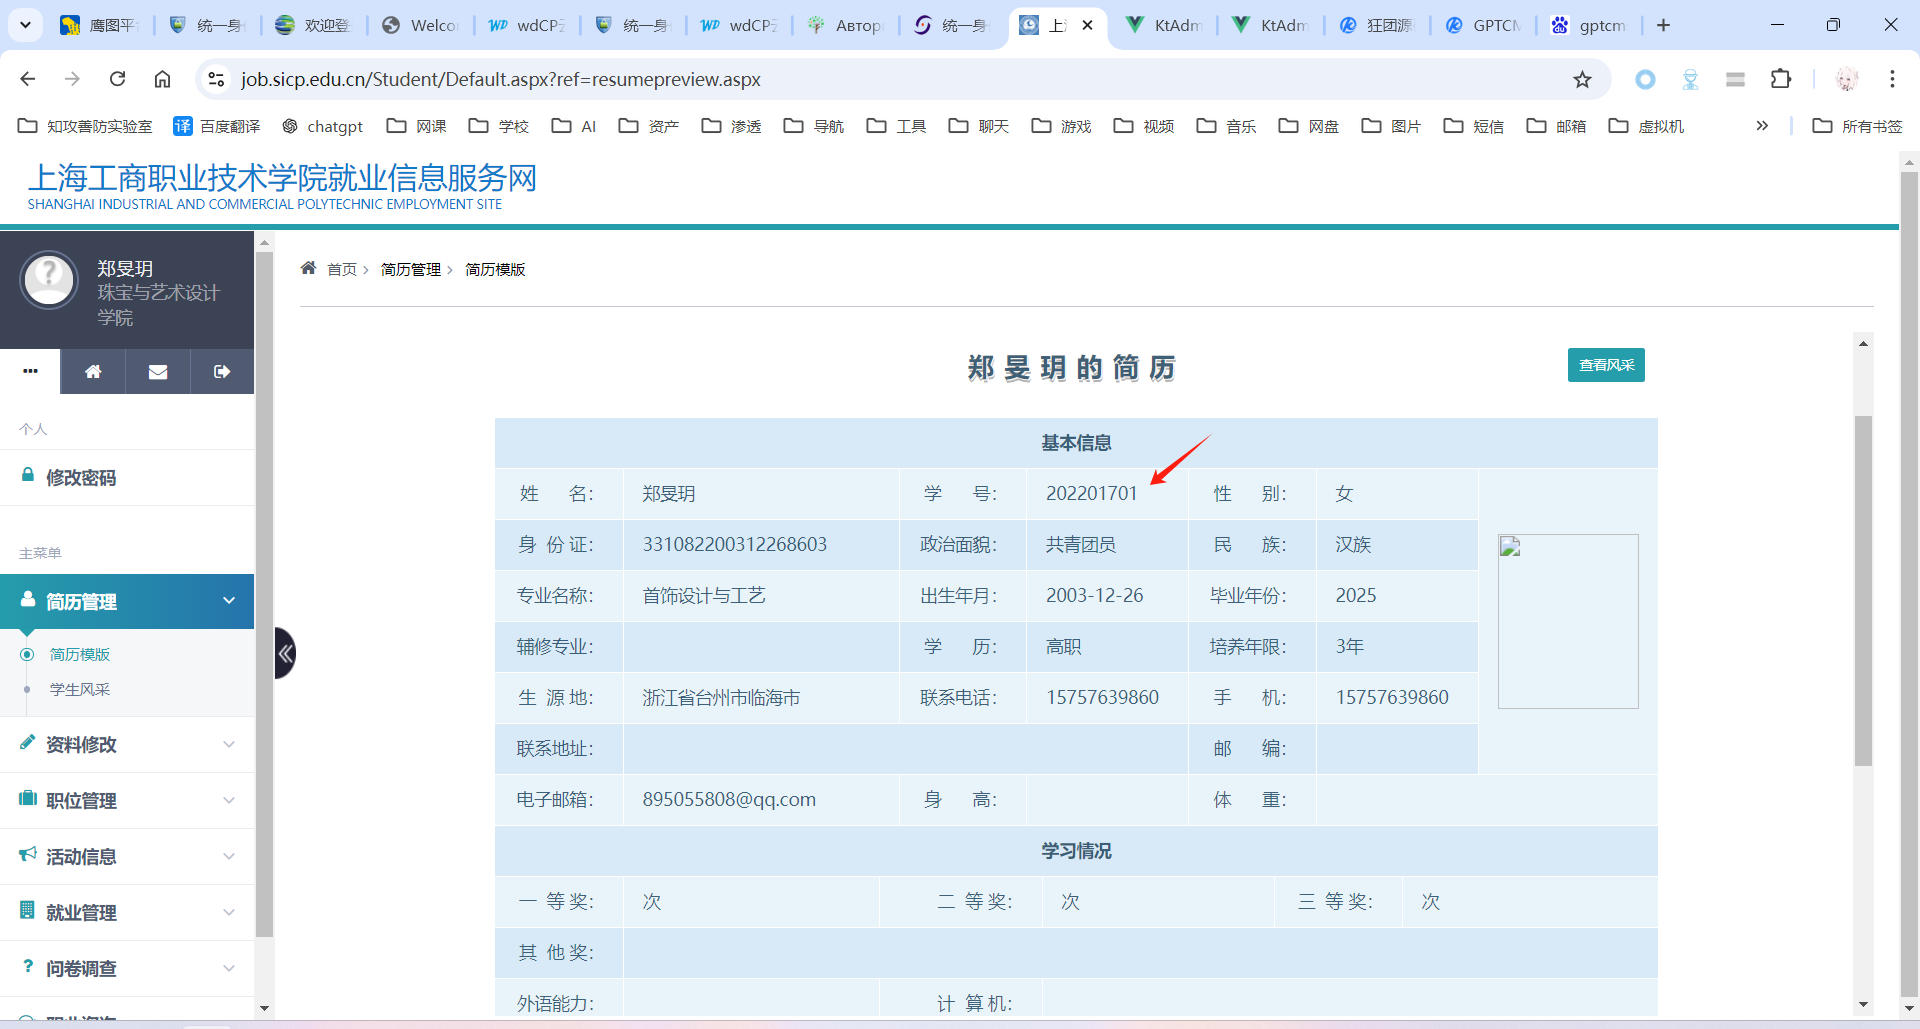 鹰图平
统一身
欢迎登
Welco
wdCP云
统一身
wdCP云
Автор
统一身
上海
KtAdm
KtAdm
狂团源
GPTCM
gptcm
job.sicp.edu.cn/Student/Default.aspx?ref=resumepreview.aspx
知攻善防实验室 百度翻译 chatgpt 网课 学校 AI 资产 渗透 导航 工具 聊天 游戏 视频 音乐 网盘 图片 短信 邮箱 虚拟机 » 所有书签
上海工商职业技术学院就业信息服务网
SHANGHAI INDUSTRIAL AND COMMERCIAL POLYTECHNIC EMPLOYMENT SITE
郑旻玥
珠宝与艺术设计
学院
个人
修改密码
主菜单
简历管理
简历模版
学生风采
资料修改
职位管理
活动信息
就业管理
问卷调查
职业咨询
首页 > 简历管理 > 简历模版
郑旻玥的简历
查看风采
基本信息
姓 名： 郑旻玥 学 号： 202201701 性 别： 女
身 份 证： 331082200312268603 政治面貌： 共青团员 民 族： 汉族
专业名称： 首饰设计与工艺 出生年月： 2003-12-26 毕业年份： 2025
辅修专业： 学 历： 高职 培养年限： 3年
生 源 地： 浙江省台州市临海市 联系电话： 15757639860 手 机： 15757639860
联系地址： 邮 编：
电子邮箱： 895055808@qq.com 身 高： 体 重：
学习情况
一 等 奖： 次 二 等 奖： 次 三 等 奖： 次
其 他 奖：
外语能力： 计 算 机：